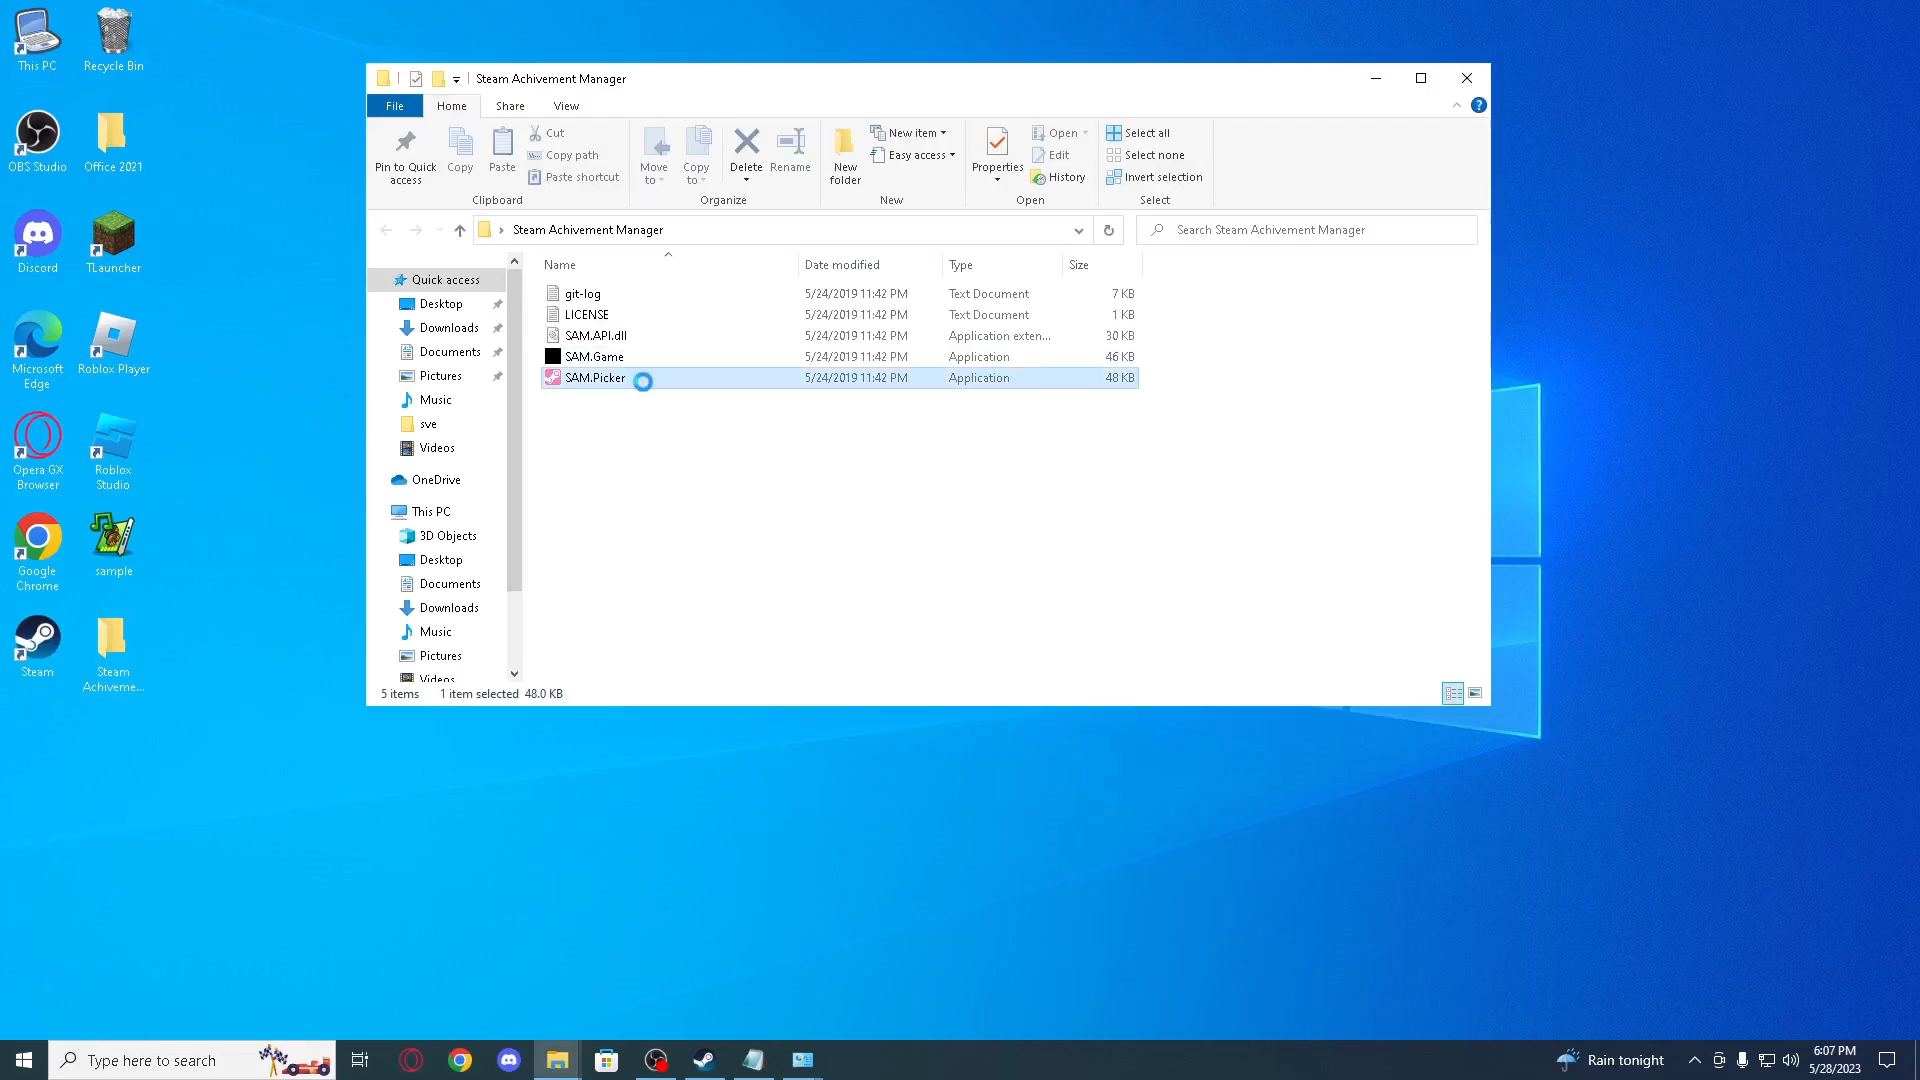 This PC
Recycle Bin
OBS Studio
Office 2021
Discord
TLauncher
Microsoft
Edge
Roblox Player
Opera GX
Browser
Roblox
Studio
Google
Chrome
sample
Steam
Steam
Achiveme...
Steam Achivement Manager
File
Home
Share
View
Pin to Quick
access
Copy
Paste
Cut
Copy path
Paste shortcut
Clipboard
Move
to
Copy
to
Delete
Rename
Organize
New
folder
New item
Easy access
New
Properties
Open
Edit
History
Open
Select all
Select none
Invert selection
Select
Steam Achivement Manager
Search Steam Achivement Manager
Quick access
Desktop
Downloads
Documents
Pictures
Music
sve
Videos
OneDrive
This PC
3D Objects
Desktop
Documents
Downloads
Music
Pictures
Videos
Name Date modified Type Size
git-log 5/24/2019 11:42 PM Text Document 7 KB
LICENSE 5/24/2019 11:42 PM Text Document 1 KB
SAM.API.dll 5/24/2019 11:42 PM Application exten... 30 KB
SAM.Game 5/24/2019 11:42 PM Application 46 KB
SAM.Picker 5/24/2019 11:42 PM Application 48 KB
5 items 1 item selected 48.0 KB
Type here to search
Rain tonight
6:07 PM
5/28/2023